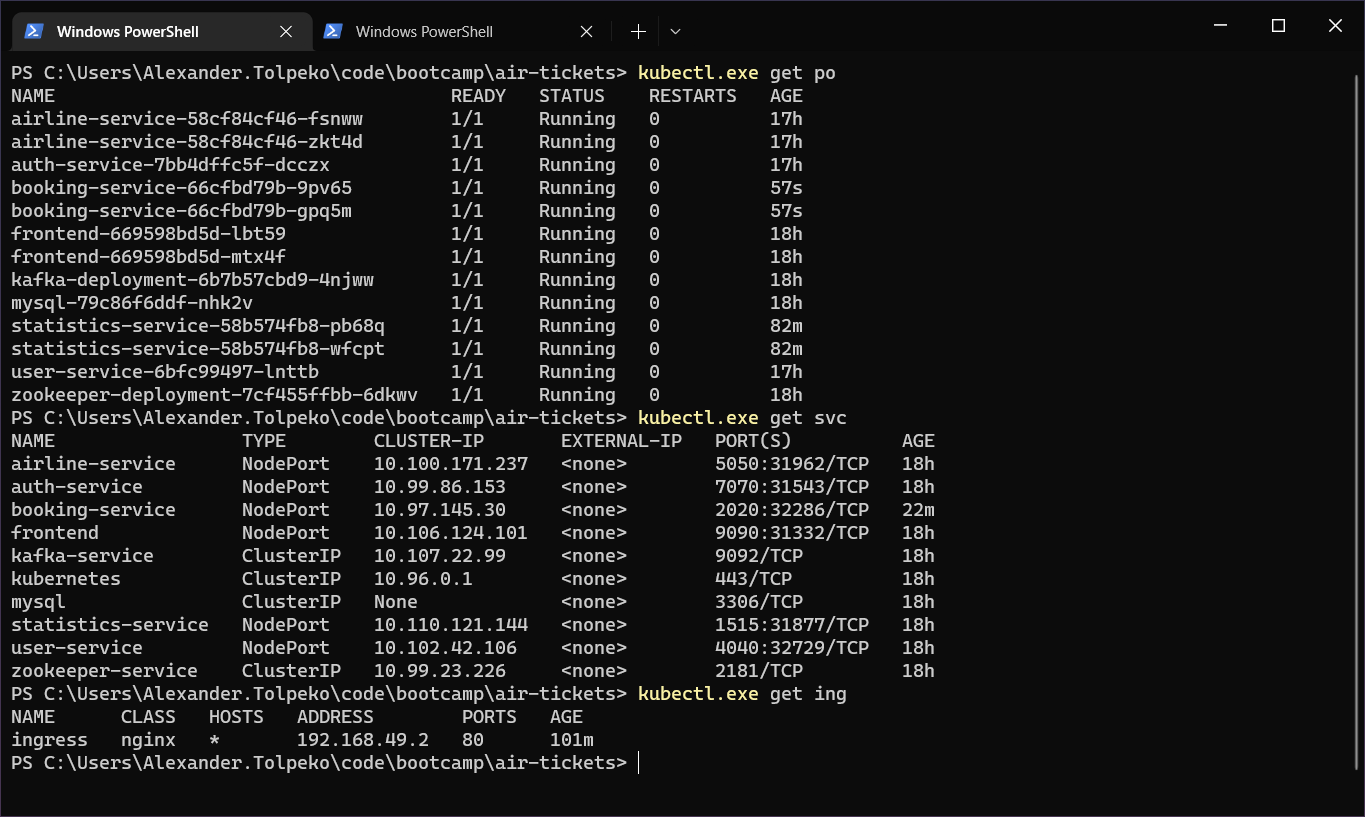 Windows PowerShell Windows PowerShell
PS C:\Users\Alexander.Tolpeko\code\bootcamp\air-tickets> kubectl.exe get po
NAME READY STATUS RESTARTS AGE
airline-service-58cf84cf46-fsnww 1/1 Running 0 17h
airline-service-58cf84cf46-zkt4d 1/1 Running 0 17h
auth-service-7bb4dffc5f-dcczx 1/1 Running 0 17h
booking-service-66cfbd79b-9pv65 1/1 Running 0 57s
booking-service-66cfbd79b-gpq5m 1/1 Running 0 57s
frontend-669598bd5d-lbt59 1/1 Running 0 18h
frontend-669598bd5d-mtx4f 1/1 Running 0 18h
kafka-deployment-6b7b57cbd9-4njww 1/1 Running 0 18h
mysql-79c86f6ddf-nhk2v 1/1 Running 0 18h
statistics-service-58b574fb8-pb68q 1/1 Running 0 82m
statistics-service-58b574fb8-wfcpt 1/1 Running 0 82m
user-service-6bfc99497-lnttb 1/1 Running 0 17h
zookeeper-deployment-7cf455ffbb-6dkwv 1/1 Running 0 18h
PS C:\Users\Alexander.Tolpeko\code\bootcamp\air-tickets> kubectl.exe get svc
NAME TYPE CLUSTER-IP EXTERNAL-IP PORT(S) AGE
airline-service NodePort 10.100.171.237 <none> 5050:31962/TCP 18h
auth-service NodePort 10.99.86.153 <none> 7070:31543/TCP 18h
booking-service NodePort 10.97.145.30 <none> 2020:32286/TCP 22m
frontend NodePort 10.106.124.101 <none> 9090:31332/TCP 18h
kafka-service ClusterIP 10.107.22.99 <none> 9092/TCP 18h
kubernetes ClusterIP 10.96.0.1 <none> 443/TCP 18h
mysql ClusterIP None <none> 3306/TCP 18h
statistics-service NodePort 10.110.121.144 <none> 1515:31877/TCP 18h
user-service NodePort 10.102.42.106 <none> 4040:32729/TCP 18h
zookeeper-service ClusterIP 10.99.23.226 <none> 2181/TCP 18h
PS C:\Users\Alexander.Tolpeko\code\bootcamp\air-tickets> kubectl.exe get ing
NAME CLASS HOSTS ADDRESS PORTS AGE
ingress nginx * 192.168.49.2 80 101m
PS C:\Users\Alexander.Tolpeko\code\bootcamp\air-tickets>